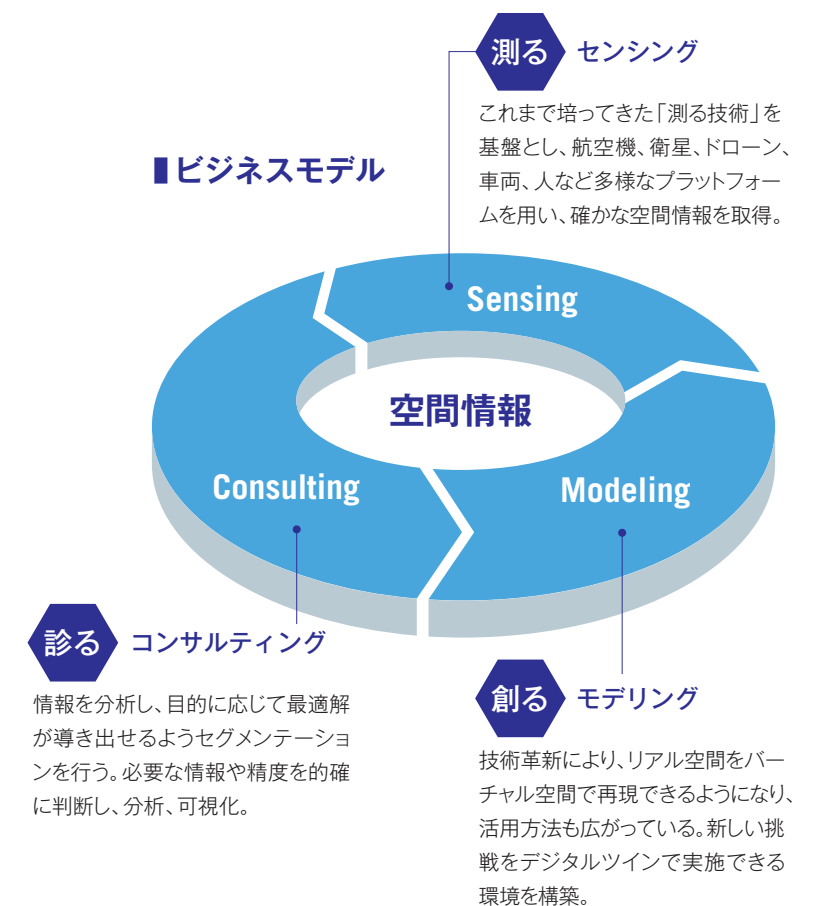 測る センシング
これまで培ってきた「測る技術」を
基盤とし、航空機、衛星、ドローン、
車両、人など多様なプラットフォー
ムを用い、確かな空間情報を取得。
■ビジネスモデル
Sensing
空間情報
Consulting
Modeling
診る コンサルティング
情報を分析し、目的に応じて最適解
が導き出せるようセグメンテーショ
ンを行う。必要な情報や精度を的確
に判断し、分析、可視化。
創る モデリング
技術革新により、リアル空間をバー
チャル空間で再現できるようになり、
活用方法も広がっている。新しい挑
戦をデジタルツインで実施できる
環境を構築。